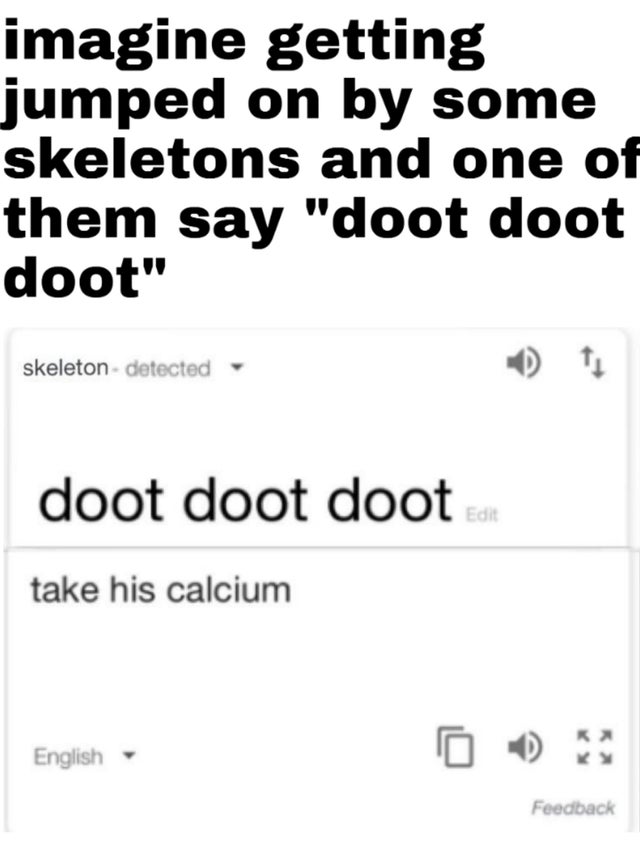 imagine getting
jumped on by some
skeletons and one of
them say "doot doot
doot"
skeleton - detected
doot doot doot Edit
take his calcium
English
Feedback